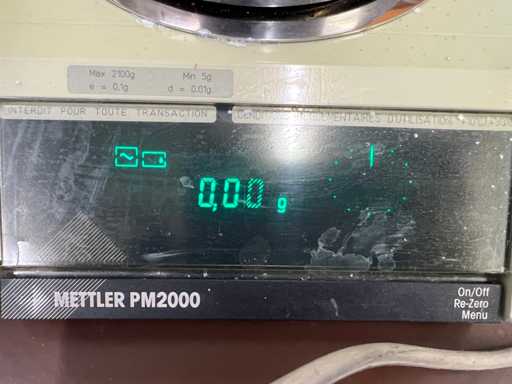 Max 2100g Min 5g
e = 0.1g d = 0.01g
INTERDIT POUR TOUTE TRANSACTION
0.00 g
METTLER PM2000
On/Off
Re-Zero
Menu